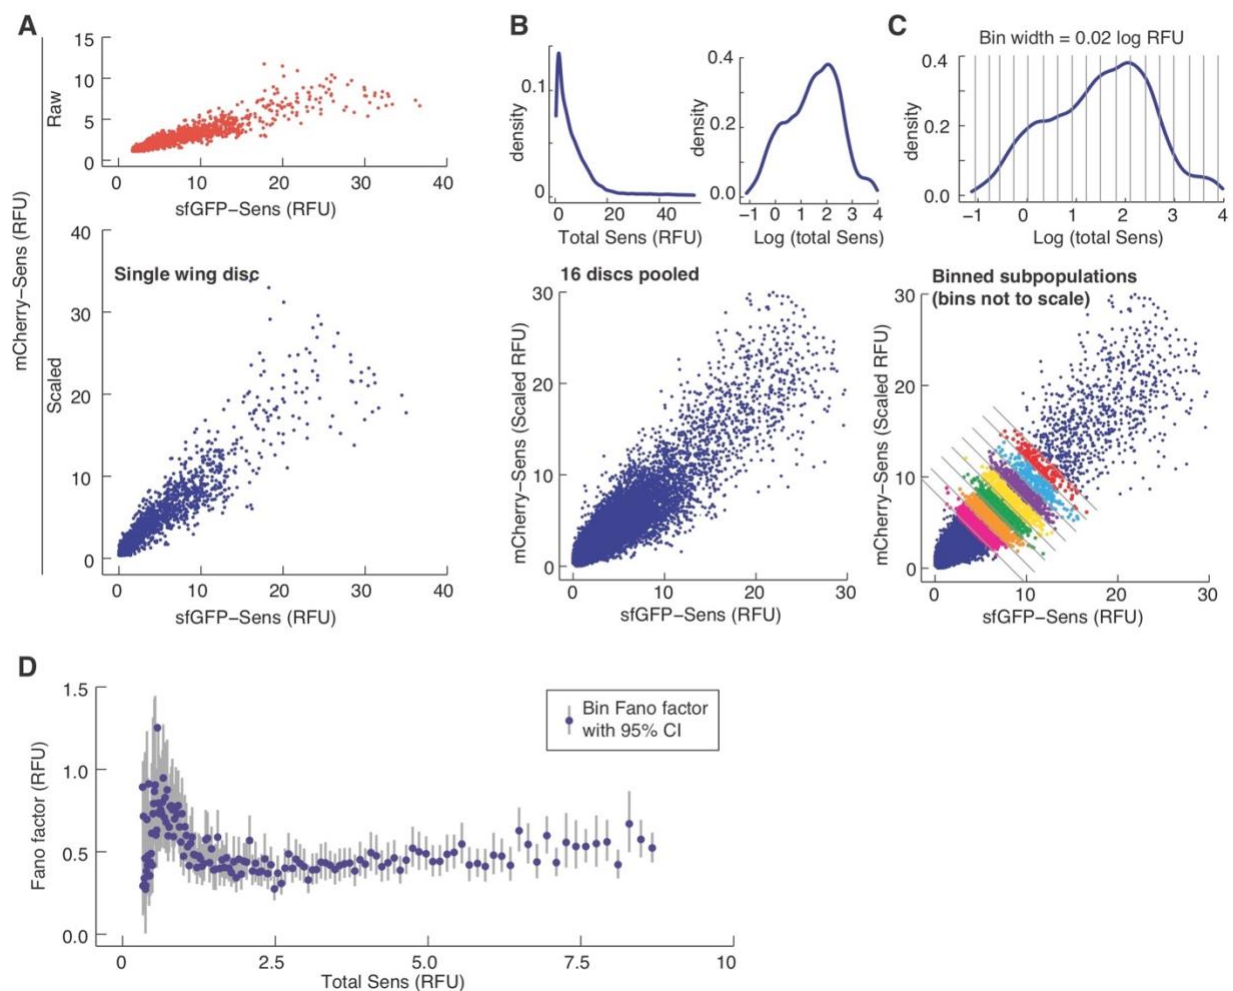 A
mCherry–Sens (RFU)
Raw
15
10
5
0
0 10 20 30 40
sfGFP–Sens (RFU)
Scaled
Single wing disc
40
30
20
10
0
0 10 20 30 40
sfGFP–Sens (RFU)
B
density
0.1
0
0 20 40
Total Sens (RFU)
density
0.4
0.2
0.0
−1 0 1 2 3 4
Log (total Sens)
16 discs pooled
mCherry–Sens (Scaled RFU)
30
20
10
0
0 10 20 30
sfGFP–Sens (RFU)
C
Bin width = 0.02 log RFU
density
0.4
0.2
0.0
−1 0 1 2 3 4
Log (total Sens)
Binned subpopulations
(bins not to scale)
mCherry–Sens (Scaled RFU)
30
20
10
0
0 10 20 30
sfGFP–Sens (RFU)
D
Fano factor (RFU)
1.5
1.0
0.5
0.0
Bin Fano factor
with 95% CI
0 2.5 5.0 7.5 10
Total Sens (RFU)